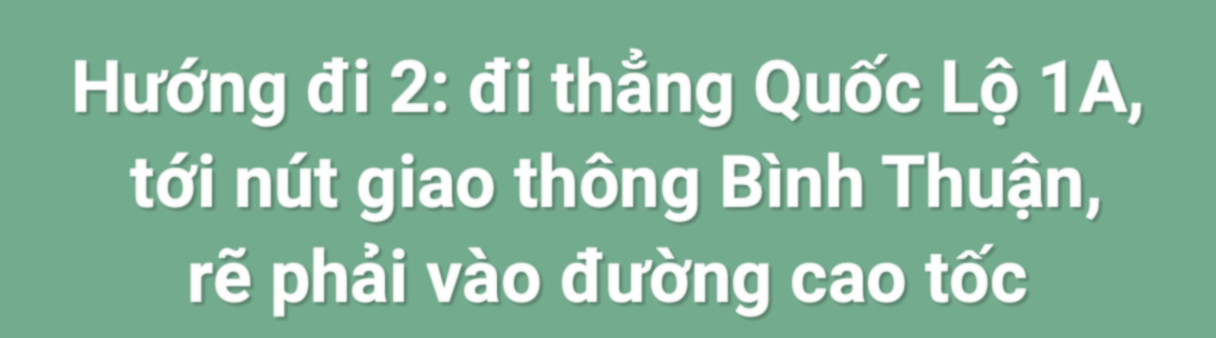 Hướng đi 2: đi thẳng Quốc Lộ 1A,
tới nút giao thông Bình Thuận,
rẽ phải vào đường cao tốc